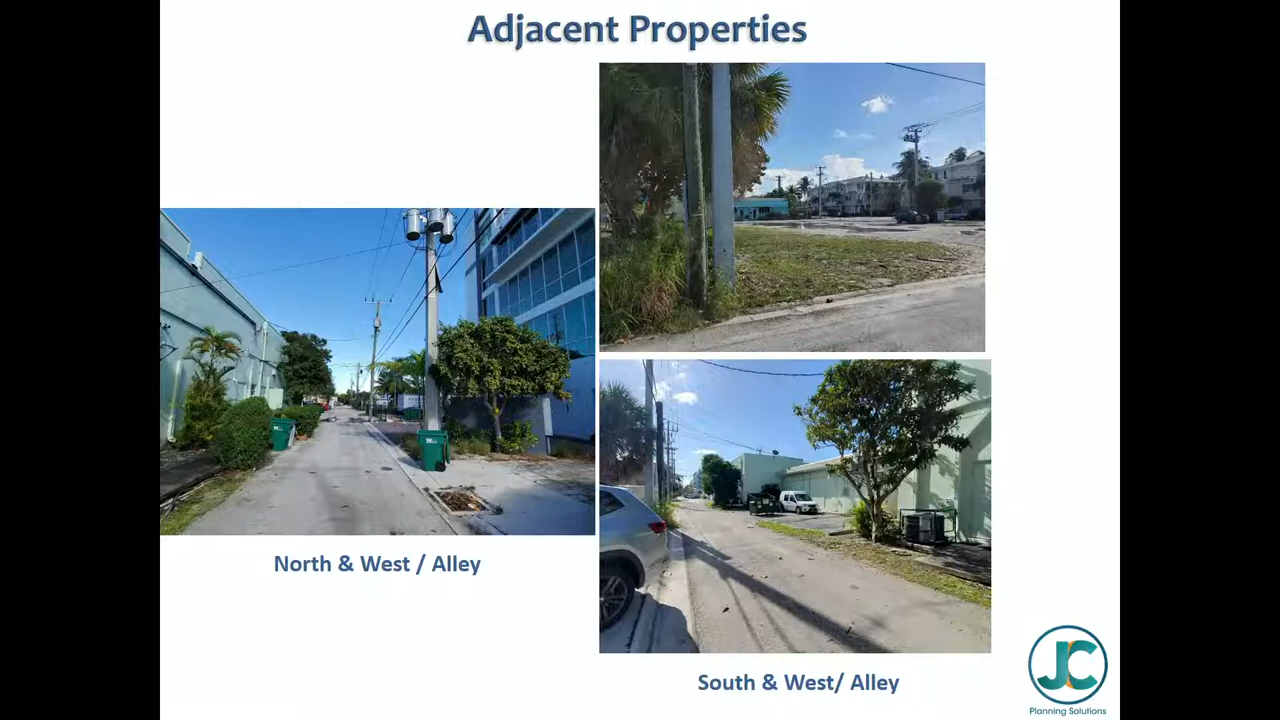 Adjacent Properties
North & West / Alley
South & West/ Alley
JC
Planning Solutions